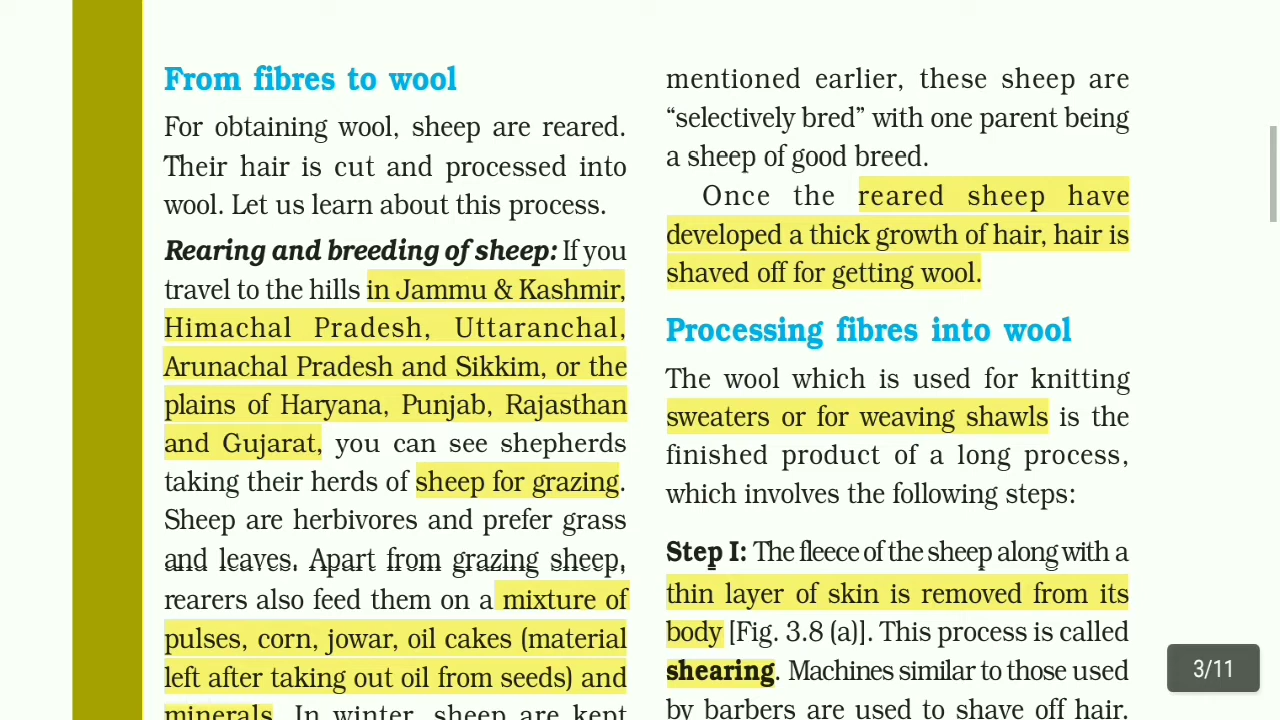 From fibres to wool
For obtaining wool, sheep are reared.
Their hair is cut and processed into
wool. Let us learn about this process.
Rearing and breeding of sheep: If you
travel to the hills in Jammu & Kashmir,
Himachal Pradesh, Uttaranchal,
Arunachal Pradesh and Sikkim, or the
plains of Haryana, Punjab, Rajasthan
and Gujarat, you can see shepherds
taking their herds of sheep for grazing.
Sheep are herbivores and prefer grass
and leaves. Apart from grazing sheep,
rearers also feed them on a mixture of
pulses, corn, jowar, oil cakes (material
left after taking out oil from seeds) and
minerals. In winter, sheep are kept
mentioned earlier, these sheep are
“selectively bred” with one parent being
a sheep of good breed.
Once the reared sheep have
developed a thick growth of hair, hair is
shaved off for getting wool.
Processing fibres into wool
The wool which is used for knitting
sweaters or for weaving shawls is the
finished product of a long process,
which involves the following steps:
Step I: The fleece of the sheep along with a
thin layer of skin is removed from its
body [Fig. 3.8 (a)]. This process is called
shearing. Machines similar to those used
by barbers are used to shave off hair.
3/11